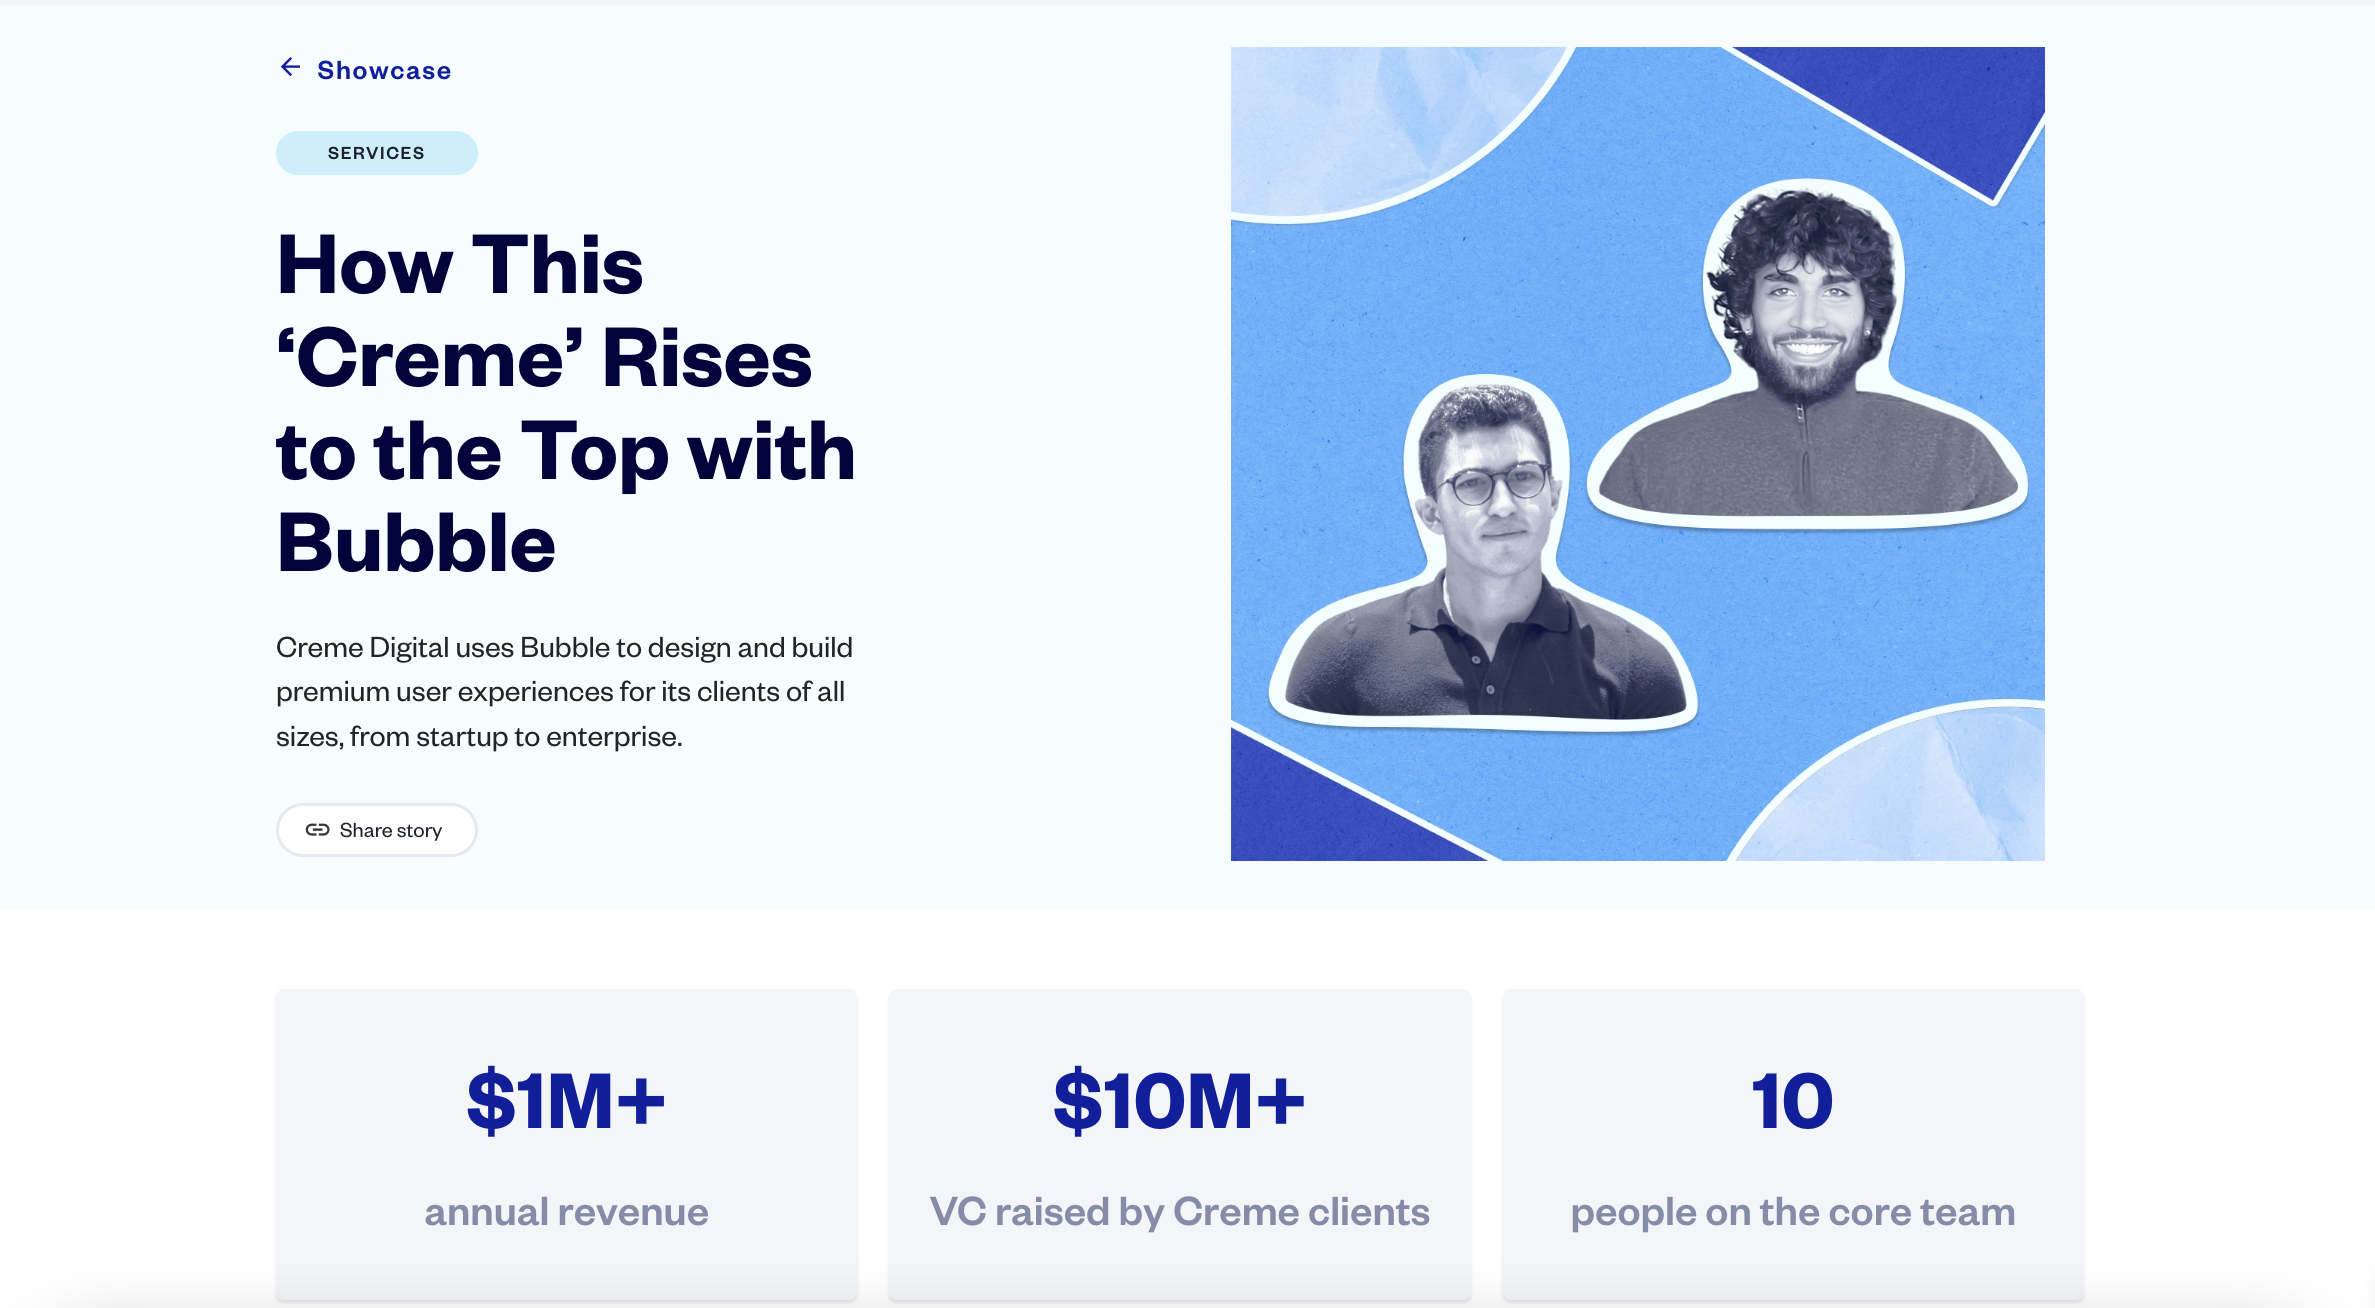 Showcase
SERVICES
How This
‘Creme’ Rises
to the Top with
Bubble
Creme Digital uses Bubble to design and build
premium user experiences for its clients of all
sizes, from startup to enterprise.
Share story
$1M+
annual revenue
$10M+
VC raised by Creme clients
10
people on the core team